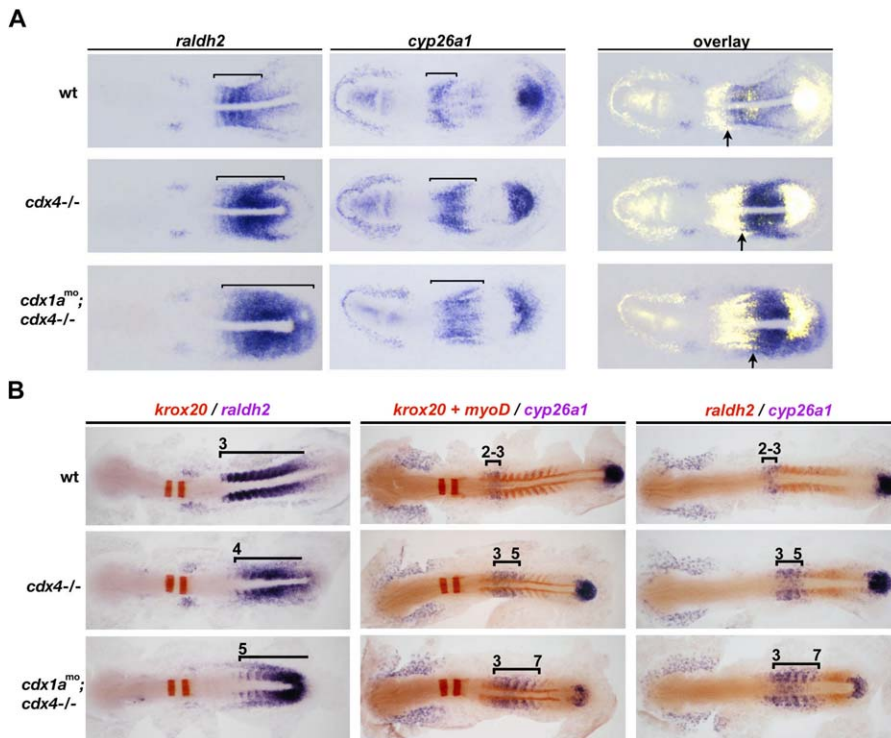 A
raldh2 cyp26a1 overlay
wt
cdx4-/-
cdx1a^mo;
cdx4-/-
B
krox20 / raldh2 krox20 + myoD / cyp26a1 raldh2 / cyp26a1
wt
3 2-3 2-3
cdx4-/-
4 3 5 3 5
cdx1a^mo;
cdx4-/-
5 3 7 3 7